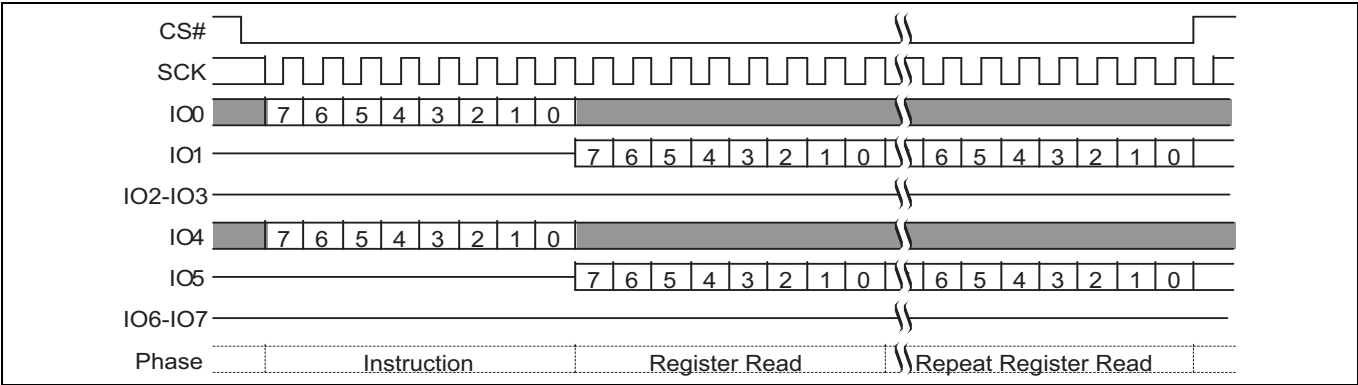 CS#
SCK
IO0 7 6 5 4 3 2 1 0
IO1 7 6 5 4 3 2 1 0 6 5 4 3 2 1 0
IO2-IO3
IO4 7 6 5 4 3 2 1 0
IO5 7 6 5 4 3 2 1 0 6 5 4 3 2 1 0
IO6-IO7
Phase Instruction Register Read Repeat Register Read